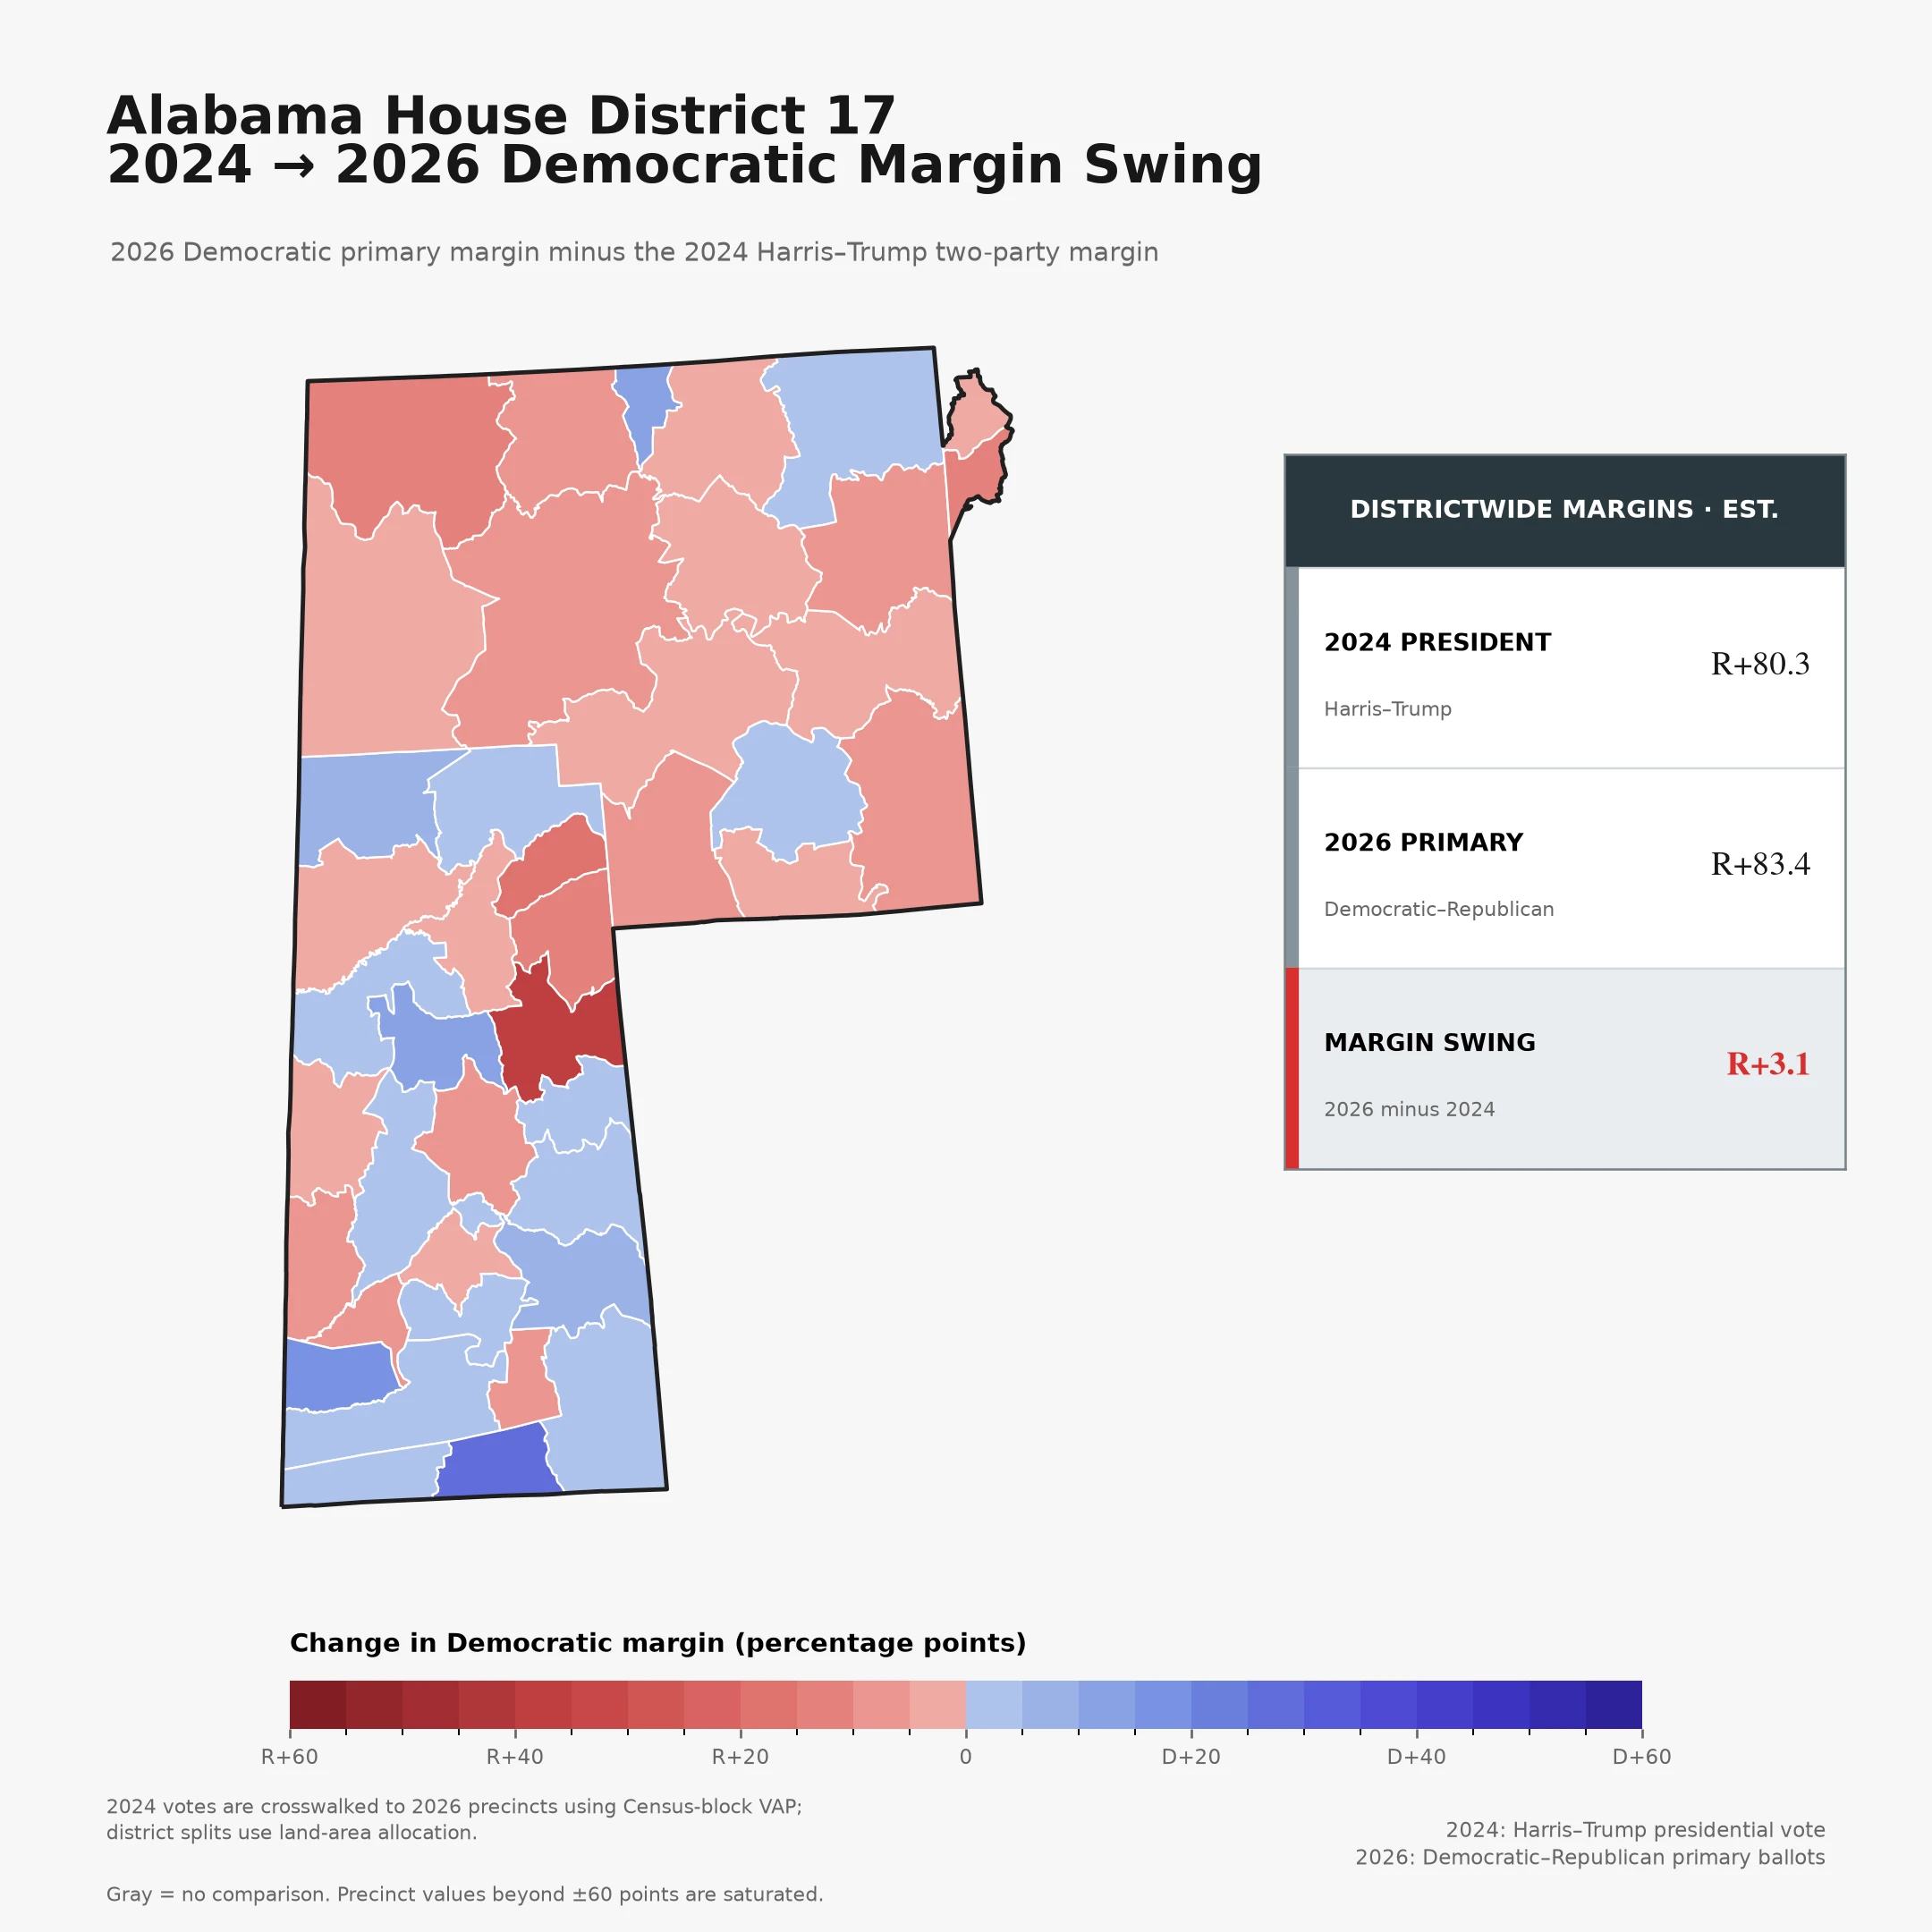 Alabama House District 17
2024 → 2026 Democratic Margin Swing
2026 Democratic primary margin minus the 2024 Harris–Trump two-party margin
DISTRICTWIDE MARGINS · EST.
2024 PRESIDENT
R+80.3
Harris–Trump
2026 PRIMARY
R+83.4
Democratic–Republican
MARGIN SWING
R+3.1
2026 minus 2024
Change in Democratic margin (percentage points)
R+60 R+40 R+20 0 D+20 D+40 D+60
2024 votes are crosswalked to 2026 precincts using Census-block VAP;
district splits use land-area allocation.
2024: Harris–Trump presidential vote
2026: Democratic–Republican primary ballots
Gray = no comparison. Precinct values beyond ±60 points are saturated.